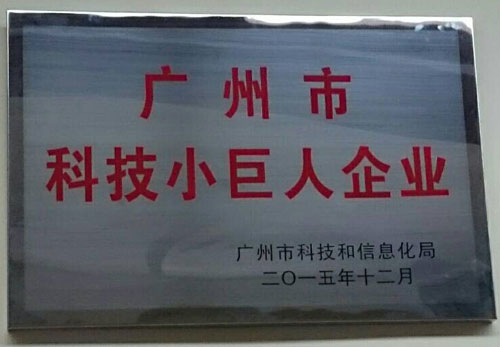 广州市
科技小巨人企业
广州市科技和信息化局
二〇一五年十二月